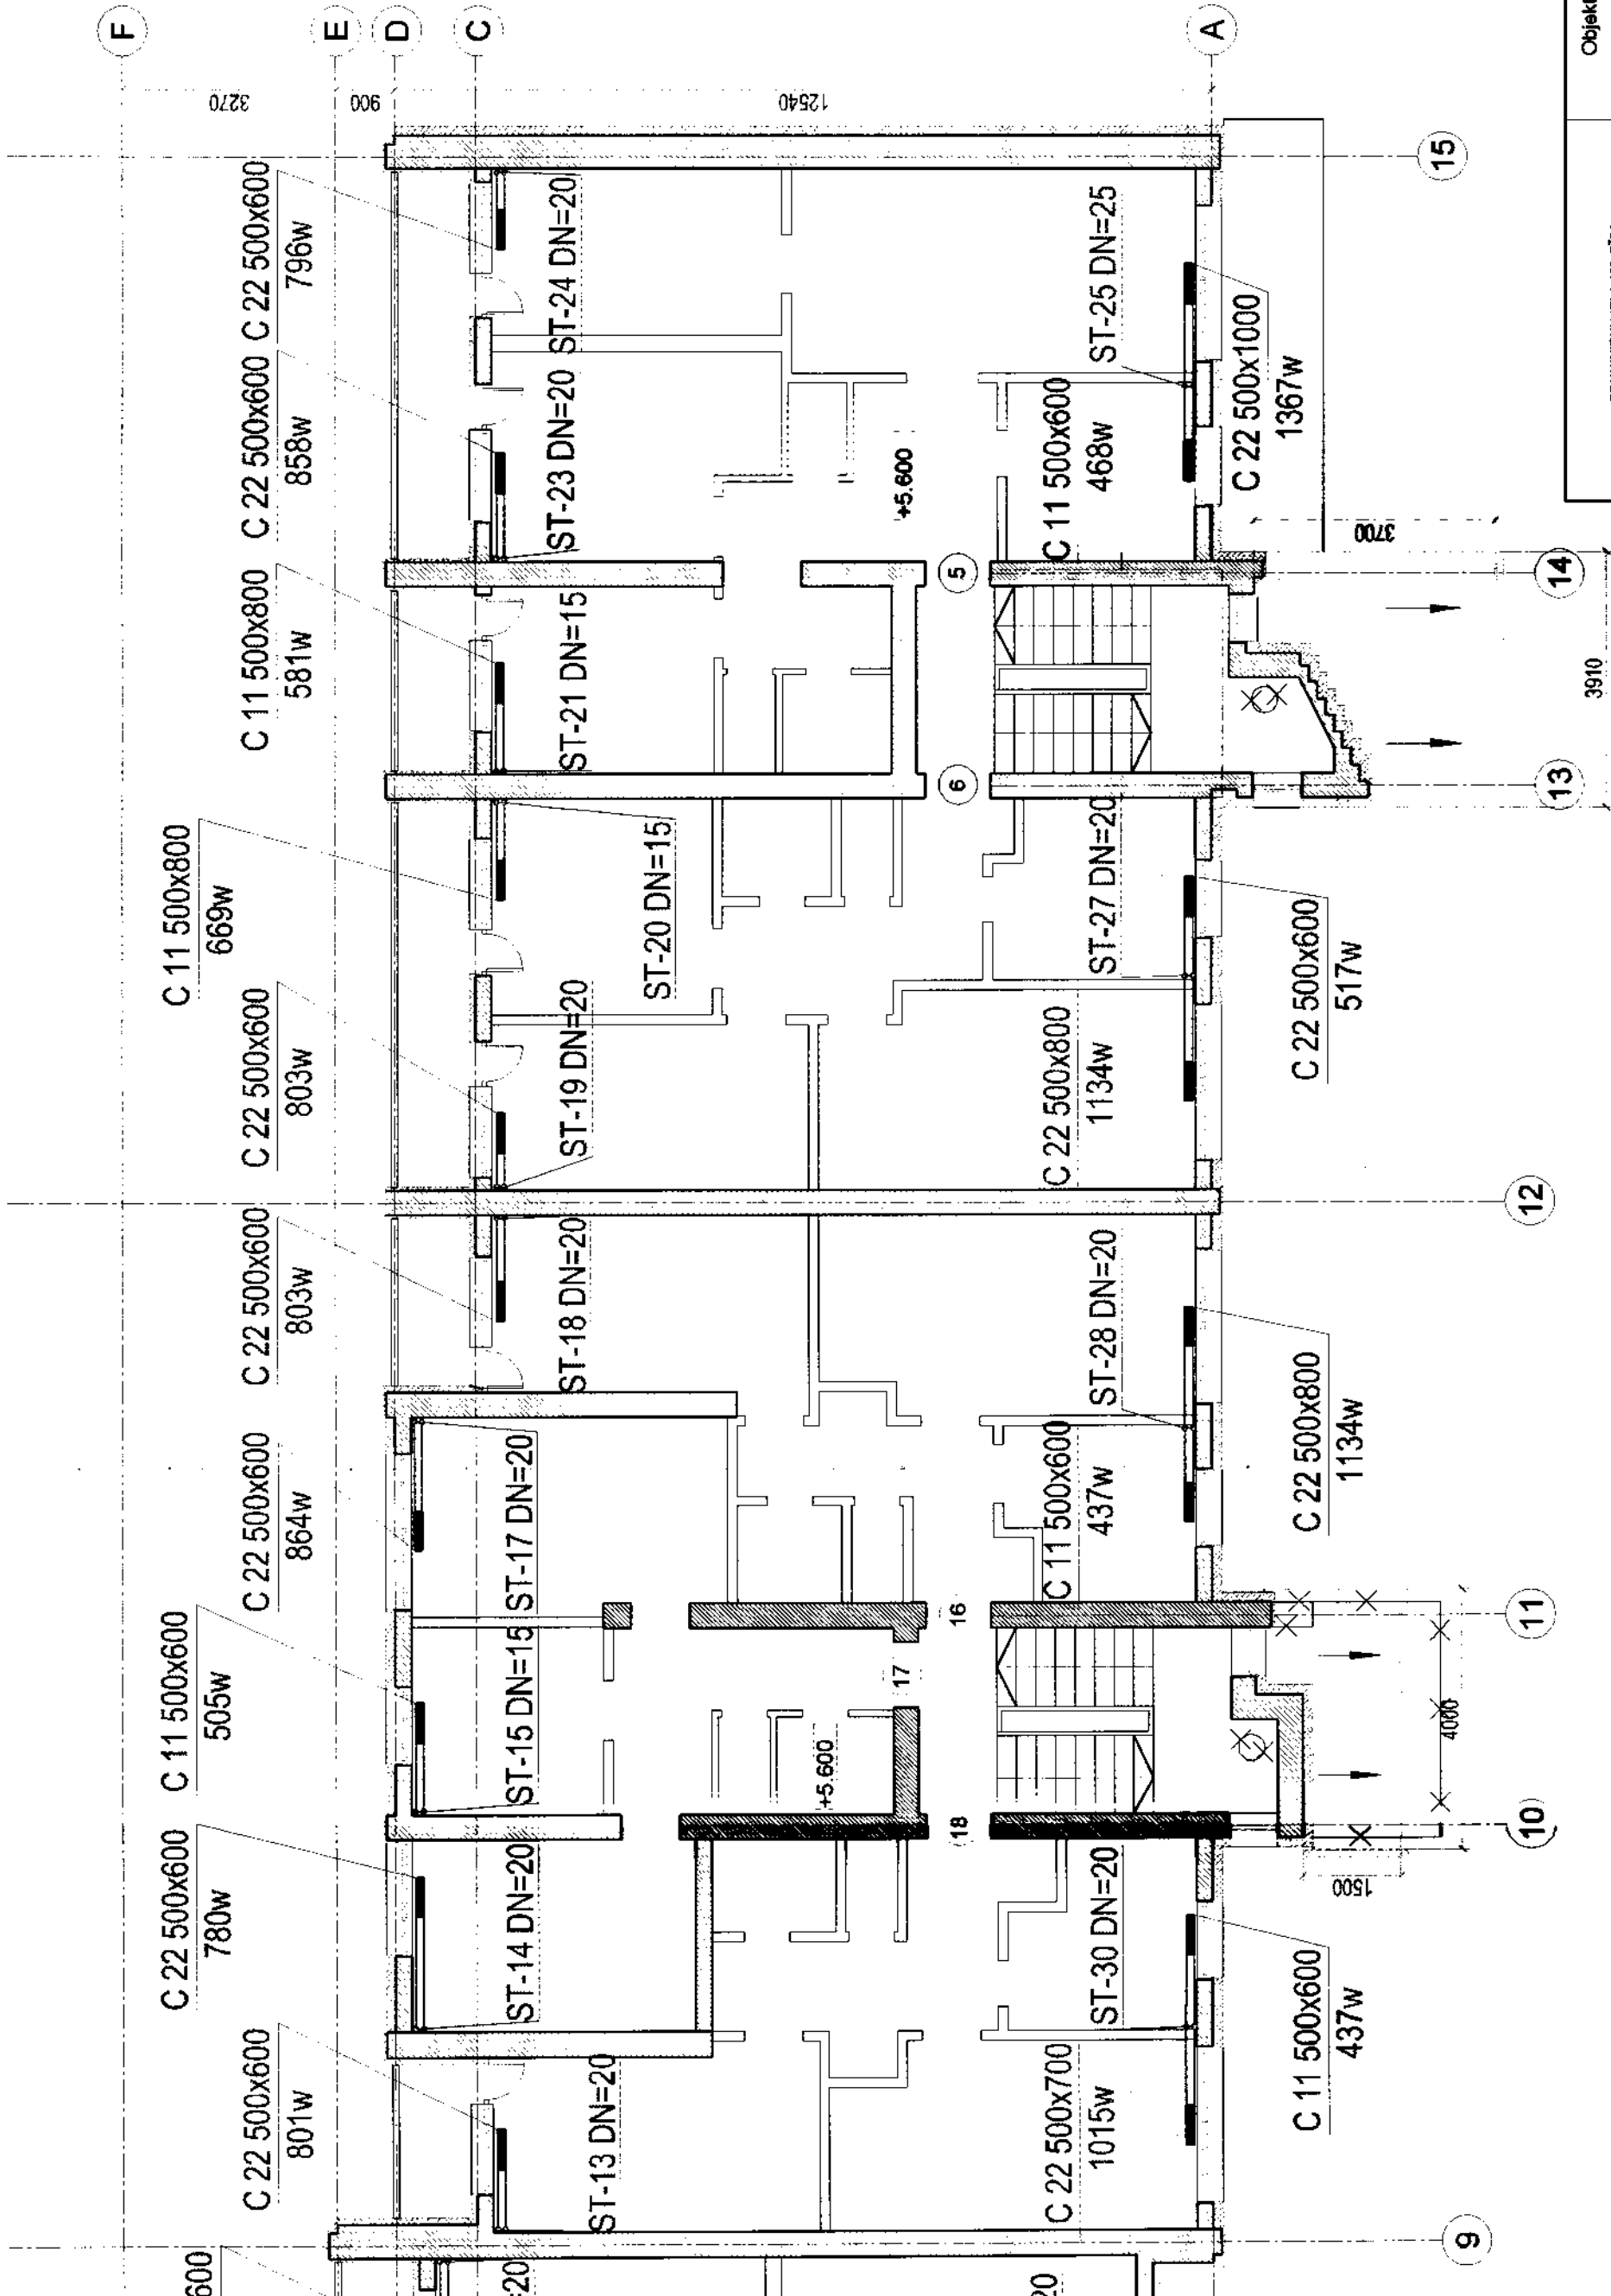 F
E
D
C
A
3270
900
12540
Objekt
C 22 500x600
796w
C 22 500x600
858w
C 11 500x800
581w
C 11 500x800
669w
C 22 500x600
803w
C 22 500x600
803w
C 22 500x600
864w
C 11 500x600
505w
C 22 500x600
780w
C 22 500x600
801w
600
ST-24 DN=20
ST-23 DN=20
ST-21 DN=15
ST-20 DN=15
ST-19 DN=20
ST-18 DN=20
ST-17 DN=20
ST-15 DN=15
ST-14 DN=20
ST-13 DN=20
=20
+5.600
5
6
16
17
+5.600
18
ST-25 DN=25
C 11 500x600
468w
C 22 500x1000
1367w
ST-27 DN=20
C 22 500x600
517w
C 22 500x800
1134w
ST-28 DN=20
C 22 500x800
1134w
C 11 500x600
437w
ST-30 DN=20
C 11 500x600
437w
C 22 500x700
1015w
20
3700
3910
4000
1500
15
14
13
12
11
10
9